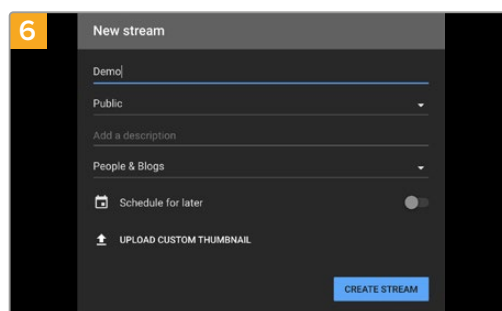 6
New stream
Demo
Public
Add a description
People & Blogs
Schedule for later
UPLOAD CUSTOM THUMBNAIL
CREATE STREAM